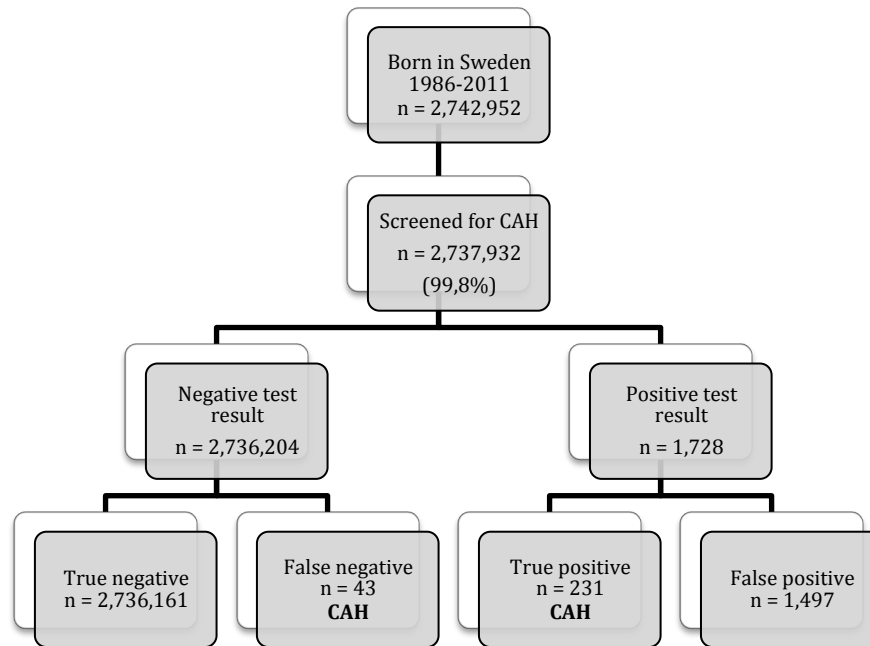 Born in Sweden
1986-2011
n = 2,742,952
Screened for CAH
n = 2,737,932
(99,8%)
Negative test
result
n = 2,736,204
Positive test
result
n = 1,728
True negative
n = 2,736,161
False negative
n = 43
CAH
True positive
n = 231
CAH
False positive
n = 1,497